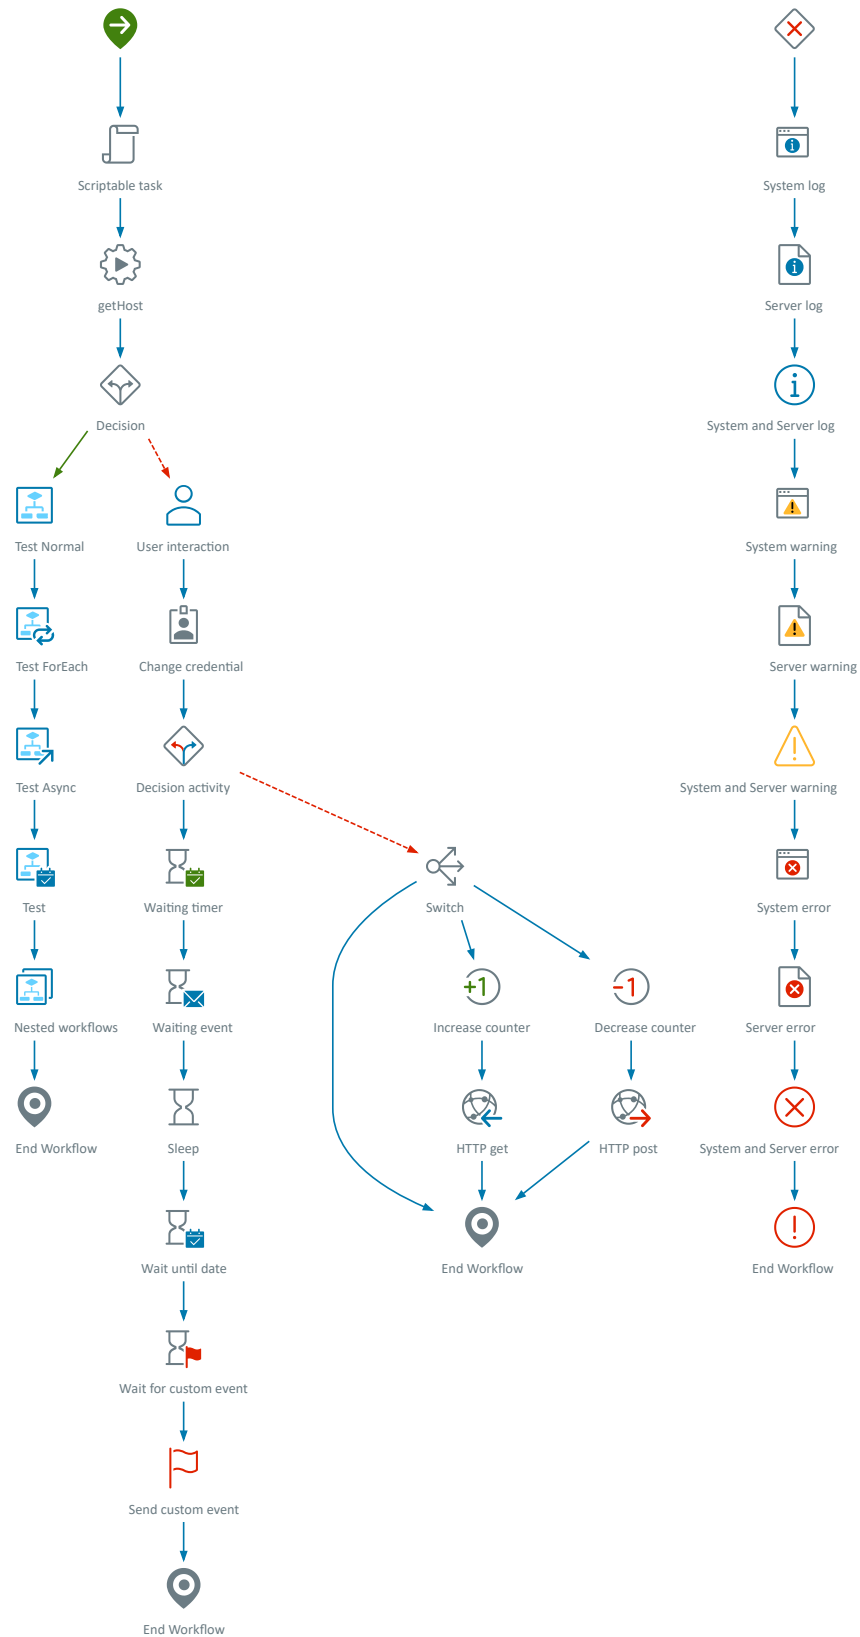 Scriptable task
System log
getHost
Server log
Decision
System and Server log
Test Normal
User interaction
System warning
Test ForEach
Change credential
Server warning
Test Async
Decision activity
System and Server warning
Test
Waiting timer
Switch
System error
+1
-1
Nested workflows
Waiting event
Increase counter
Decrease counter
Server error
End Workflow
Sleep
HTTP get
HTTP post
System and Server error
Wait until date
End Workflow
End Workflow
Wait for custom event
Send custom event
End Workflow